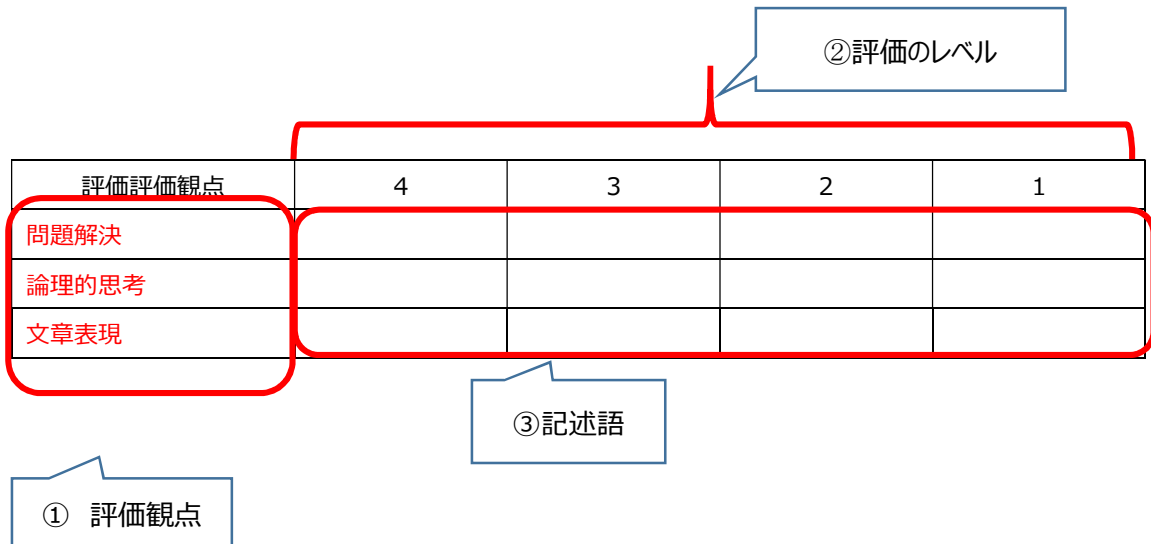 ②評価のレベル
評価評価観点 4 3 2 1
問題解決
論理的思考
文章表現
③記述語
① 評価観点